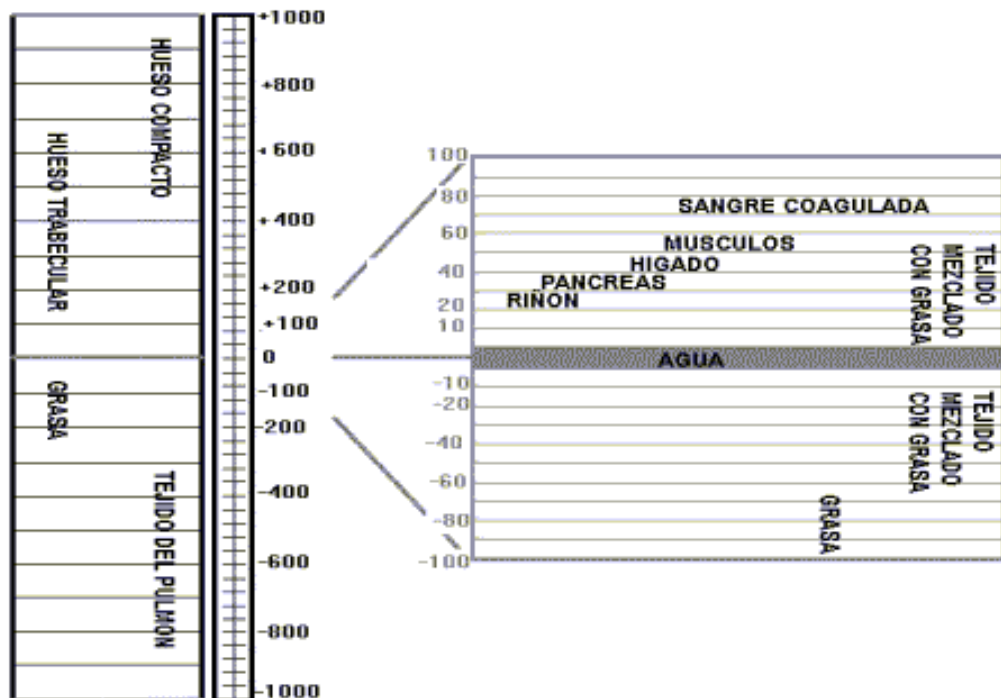 HUESO COMPACTO
HUESO TRABECULAR
GRASA
TEJIDO DEL PULMON
+1000
+800
+600
+400
+200
+100
0
-100
-200
-400
-600
-800
-1000
100
80
60
40
20
10
-10
-20
-40
-60
-80
-100
SANGRE COAGULADA
MUSCULOS
HIGADO
PANCREAS
RIÑON
TEJIDO
MEZCLADO
CON GRASA
AGUA
TEJIDO
MEZCLADO
CON GRASA
GRASA